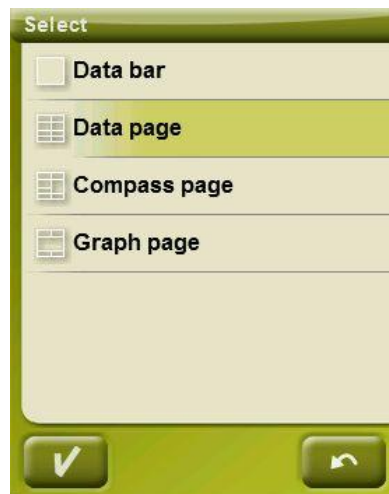 Select
Data bar
Data page
Compass page
Graph page